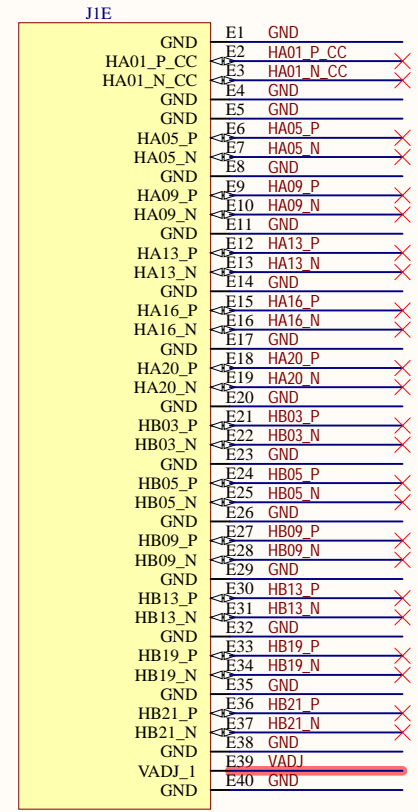 J1E
GND E1 GND
HA01_P_CC E2 HA01_P_CC
HA01_N_CC E3 HA01_N_CC
GND E4 GND
GND E5 GND
HA05_P E6 HA05_P
HA05_N E7 HA05_N
GND E8 GND
HA09_P E9 HA09_P
HA09_N E10 HA09_N
GND E11 GND
HA13_P E12 HA13_P
HA13_N E13 HA13_N
GND E14 GND
HA16_P E15 HA16_P
HA16_N E16 HA16_N
GND E17 GND
HA20_P E18 HA20_P
HA20_N E19 HA20_N
GND E20 GND
HB03_P E21 HB03_P
HB03_N E22 HB03_N
GND E23 GND
HB05_P E24 HB05_P
HB05_N E25 HB05_N
GND E26 GND
HB09_P E27 HB09_P
HB09_N E28 HB09_N
GND E29 GND
HB13_P E30 HB13_P
HB13_N E31 HB13_N
GND E32 GND
HB19_P E33 HB19_P
HB19_N E34 HB19_N
GND E35 GND
HB21_P E36 HB21_P
HB21_N E37 HB21_N
GND E38 GND
VADJ_1 E39 VADJ
GND E40 GND